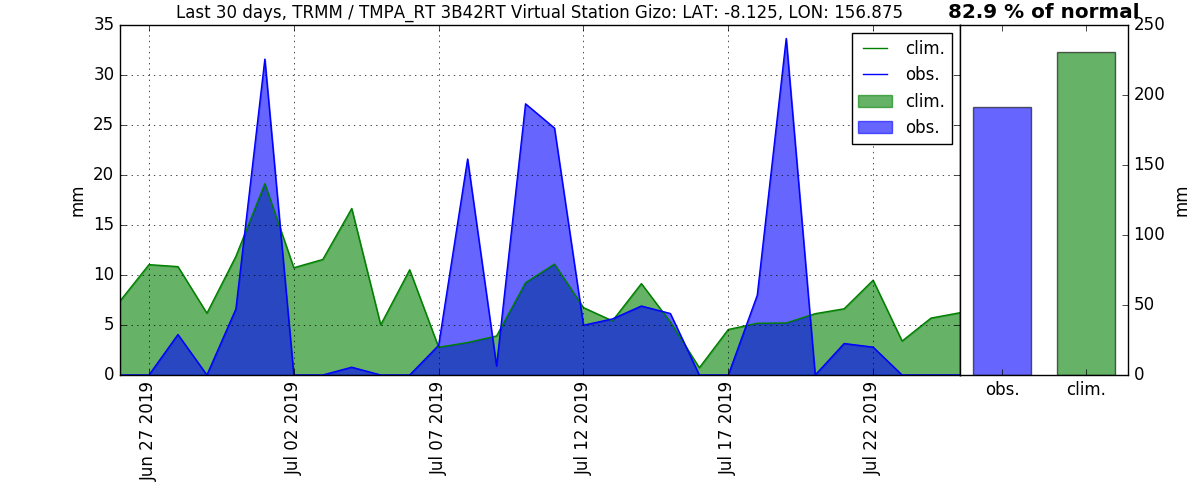 Last 30 days, TRMM / TMPA_RT 3B42RT Virtual Station Gizo: LAT: -8.125, LON: 156.875
82.9 % of normal
35
30
25
20
15
10
5
0
mm
clim.
obs.
clim.
obs.
Jun 27 2019
Jul 02 2019
Jul 07 2019
Jul 12 2019
Jul 17 2019
Jul 22 2019
250
200
150
100
50
0
mm
obs.
clim.